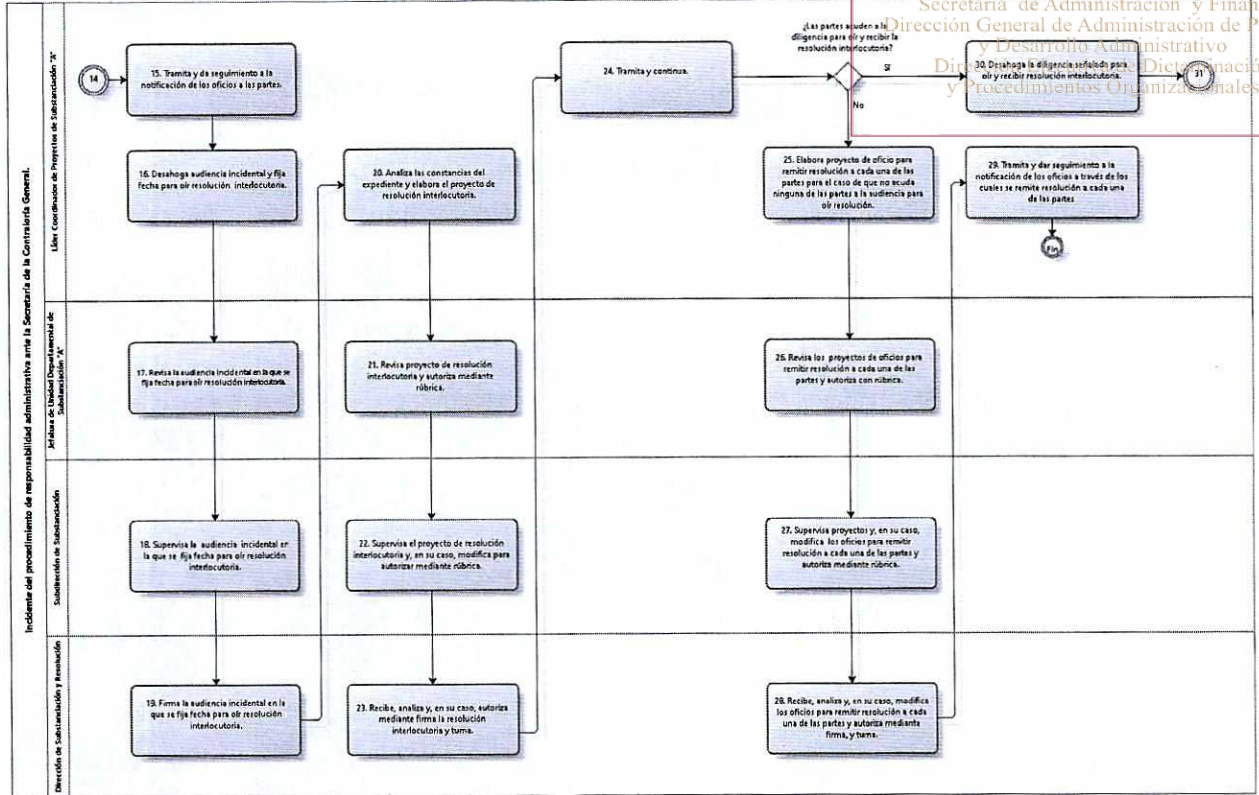 Secretaría de Administración y Finan
Dirección General de Administración de P
y Desarrollo Administrativo
Dictaminació
y Procedimientos Organizacionales
Incidente del procedimiento de responsabilidad administrativa ante la Secretaría de la Contraloría General.
Líder Coordinador de Proyectos de Substanciación "A"
14
15. Tramita y da seguimiento a la
notificación de los oficios a las partes.
16. Desahoga audiencia incidental y fija
fecha para oír resolución interlocutoria.
20. Analiza las constancias del
expediente y elabora el proyecto de
resolución interlocutoria.
24. Tramita y continua.
¿Las partes acuden a la
diligencia para oír y recibir la
resolución interlocutoria?
Sí
No
30. Desahoga la diligencia señalada para
oír y recibir resolución interlocutoria.
31
25. Elabora proyecto de oficio para
remitir resolución a cada una de las
partes para el caso de que no acuda
ninguna de las partes a la audiencia para
oír resolución.
29. Tramita y dar seguimiento a la
notificación de los oficios a través de los
cuales se remite resolución a cada una
de las partes
Fin
Jefatura de Unidad Departamental de
Substanciación "A"
17. Revisa la audiencia incidental en la que se
fija fecha para oír resolución interlocutoria.
21. Revisa proyecto de resolución
interlocutoria y autoriza mediante
rúbrica.
26. Revisa los proyectos de oficios para
remitir resolución a cada una de las
partes y autoriza con rúbrica.
Subdirección de Substanciación
18. Supervisa la audiencia incidental en
la que se fija fecha para oír resolución
interlocutoria.
22. Supervisa el proyecto de resolución
interlocutoria y, en su caso, modifica para
autorizar mediante rúbrica.
27. Supervisa proyectos y, en su caso,
modifica los oficios para remitir
resolución a cada una de las partes y
autoriza mediante rúbrica.
Dirección de Substanciación y Resolución
19. Firma la audiencia incidental en la
que se fija fecha para oír resolución
interlocutoria.
23. Recibe, analiza y, en su caso, autoriza
mediante firma la resolución
interlocutoria y turna.
28. Recibe, analiza y, en su caso, modifica
los oficios para remitir resolución a cada
una de las partes y autoriza mediante
firma, y turna.